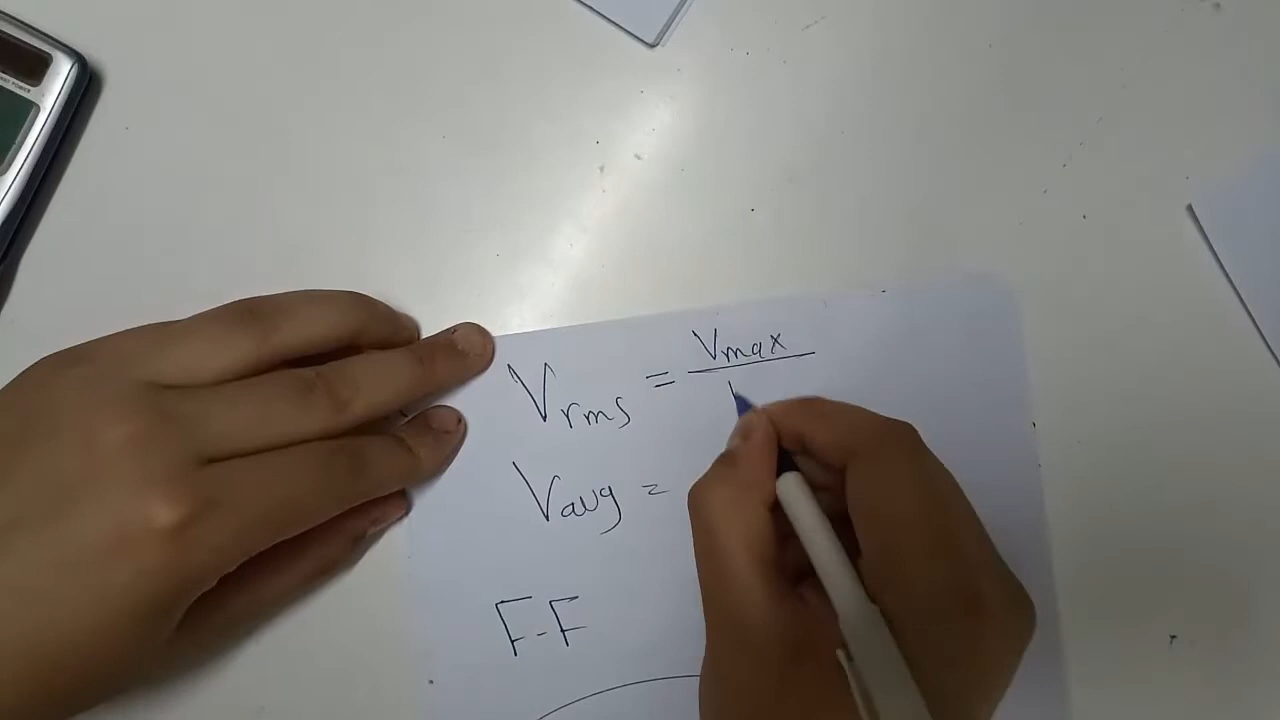 Vrms = Vmax
Vavg =
F-F